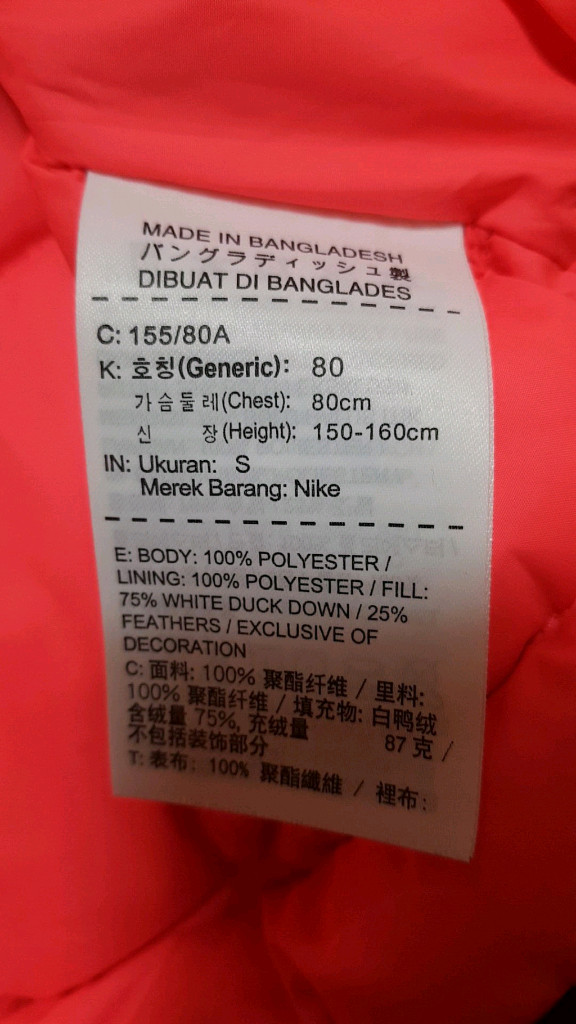 MADE IN BANGLADESH
バングラディッシュ製
DIBUAT DI BANGLADES
C: 155/80A
K: 호칭(Generic): 80
가슴둘레(Chest): 80cm
신 장(Height): 150-160cm
IN: Ukuran: S
Merek Barang: Nike
E: BODY: 100% POLYESTER /
LINING: 100% POLYESTER / FILL:
75% WHITE DUCK DOWN / 25%
FEATHERS / EXCLUSIVE OF
DECORATION
C: 面料: 100% 聚酯纤维 / 里料:
100% 聚酯纤维 / 填充物: 白鸭绒
含绒量 75%, 充绒量 87 克 /
不包括装饰部分
T: 表布: 100% 聚酯纖維 / 裡布: